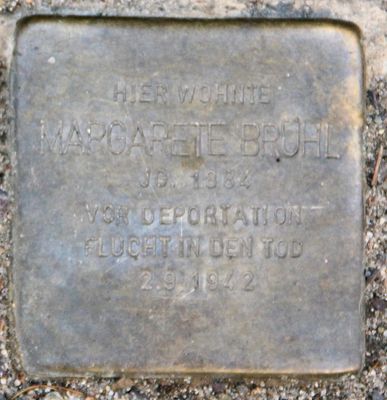 HIER WOHNTE
MARGARETE BRÜHL
JG. 1884
VOR DEPORTATION
FLUCHT IN DEN TOD
2.9.1942